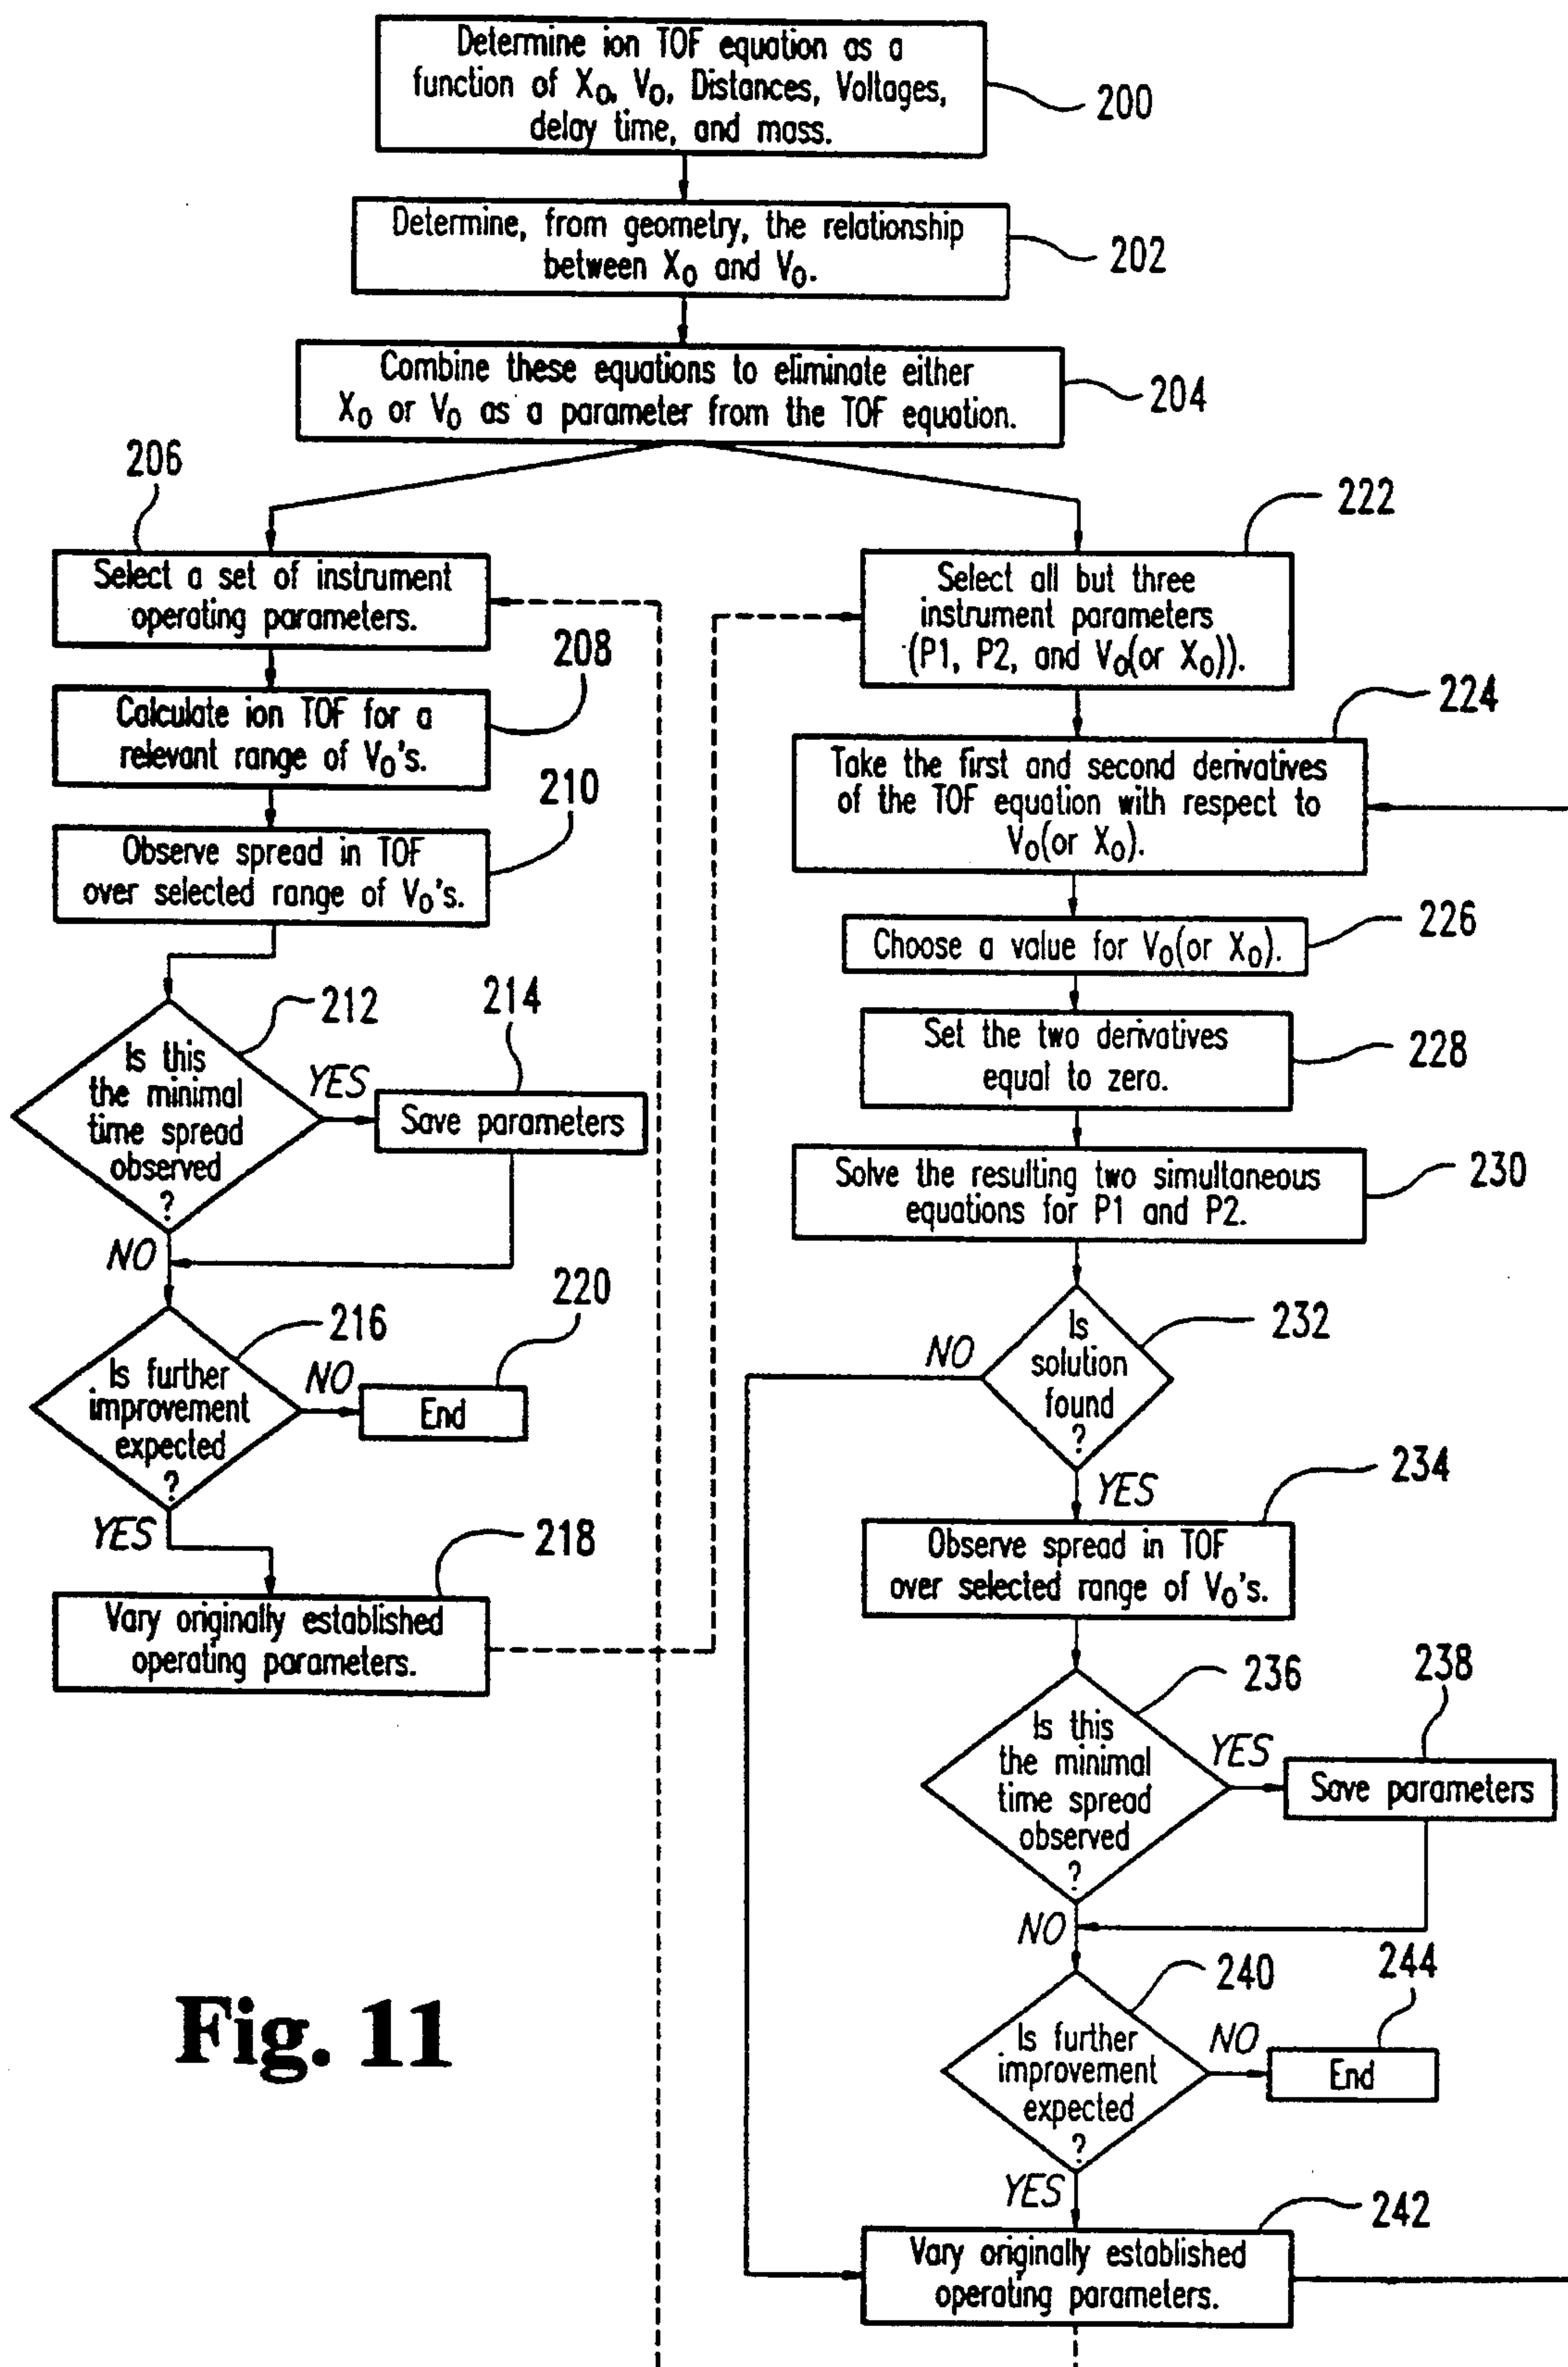 Determine ion TOF equation as a
function of X0, V0, Distances, Voltages,
delay time, and mass.
200
Determine, from geometry, the relationship
between X0 and V0.
202
Combine these equations to eliminate either
X0 or V0 as a parameter from the TOF equation.
204
206
Select a set of instrument
operating parameters.
208
Calculate ion TOF for a
relevant range of V0's.
210
Observe spread in TOF
over selected range of V0's.
212
Is this
the minimal
time spread
observed
?
YES
214
Save parameters
NO
216
Is further
improvement
expected
?
NO
220
End
YES
218
Vary originally established
operating parameters.
222
Select all but three
instrument parameters
(P1, P2, and V0(or X0)).
224
Take the first and second derivatives
of the TOF equation with respect to
V0(or X0).
226
Choose a value for V0(or X0).
228
Set the two derivatives
equal to zero.
230
Solve the resulting two simultaneous
equations for P1 and P2.
232
Is
solution
found
?
NO
YES
234
Observe spread in TOF
over selected range of V0's.
236
Is this
the minimal
time spread
observed
?
YES
238
Save parameters
NO
240
Is further
improvement
expected
?
NO
244
End
YES
242
Vary originally established
operating parameters.
Fig. 11